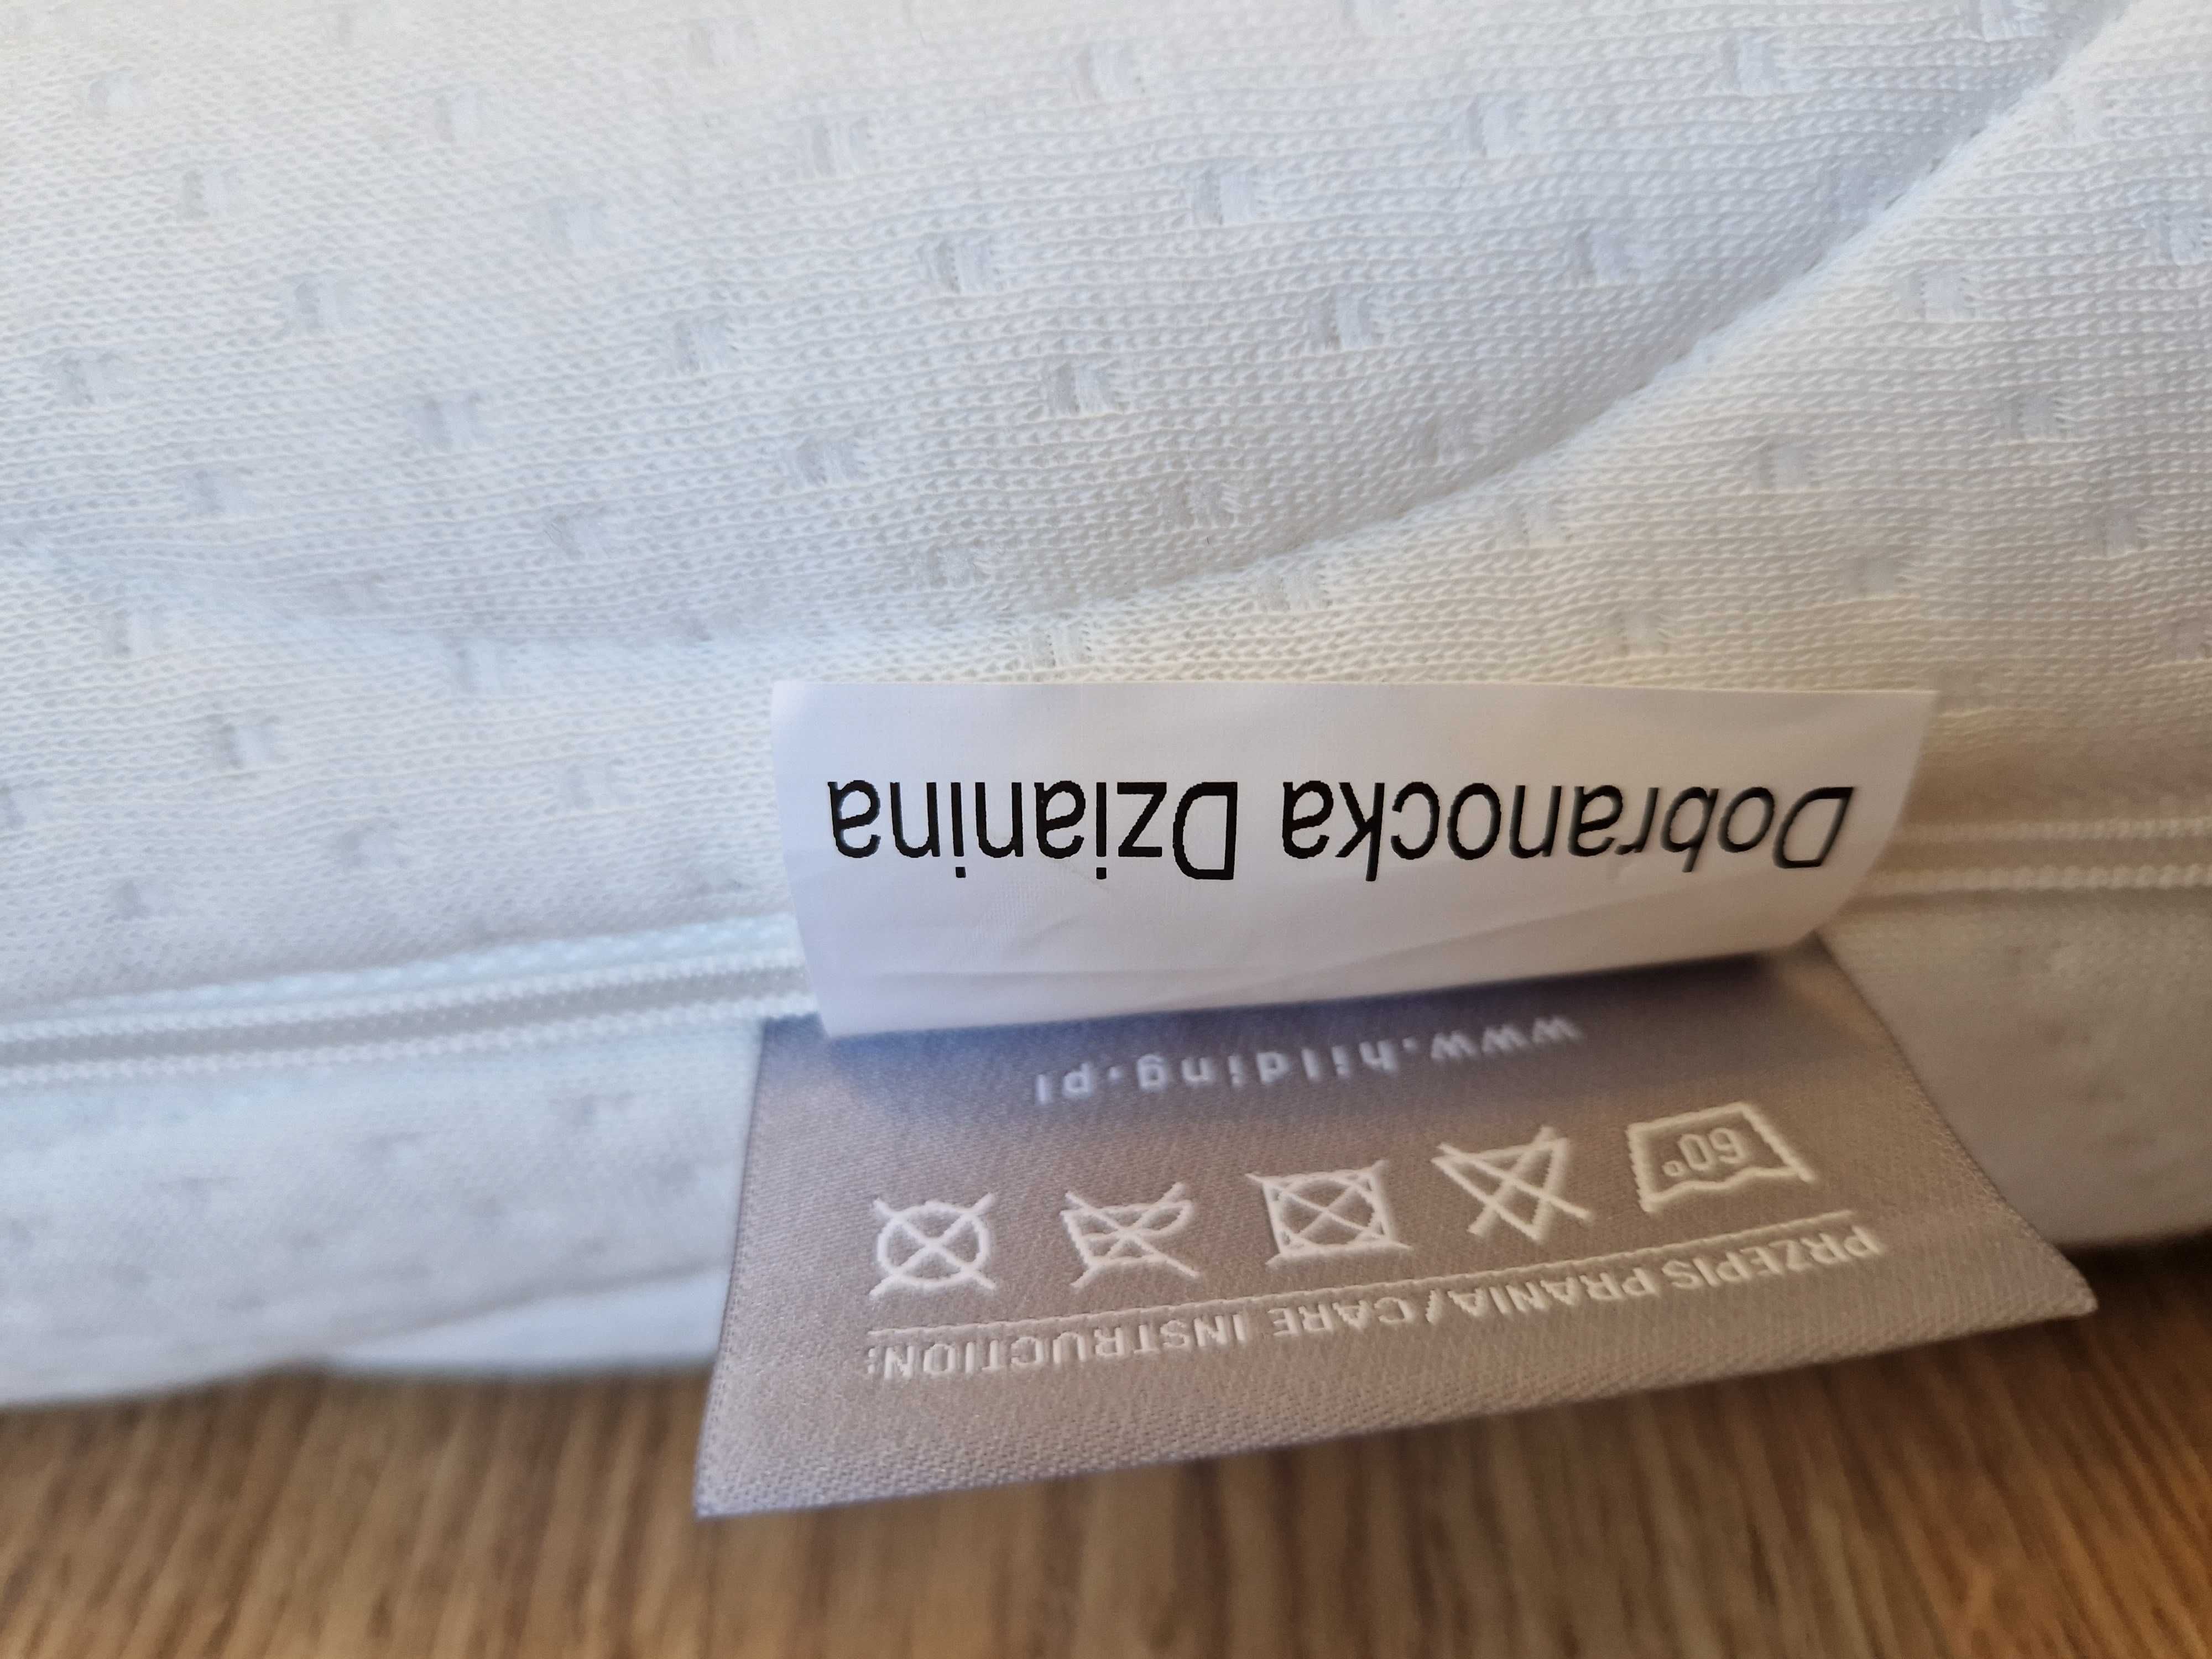 PRZEPIS PRANIA/CARE INSTRUCTION:
60°
www.hilding.pl
Dobranocka Dzianina